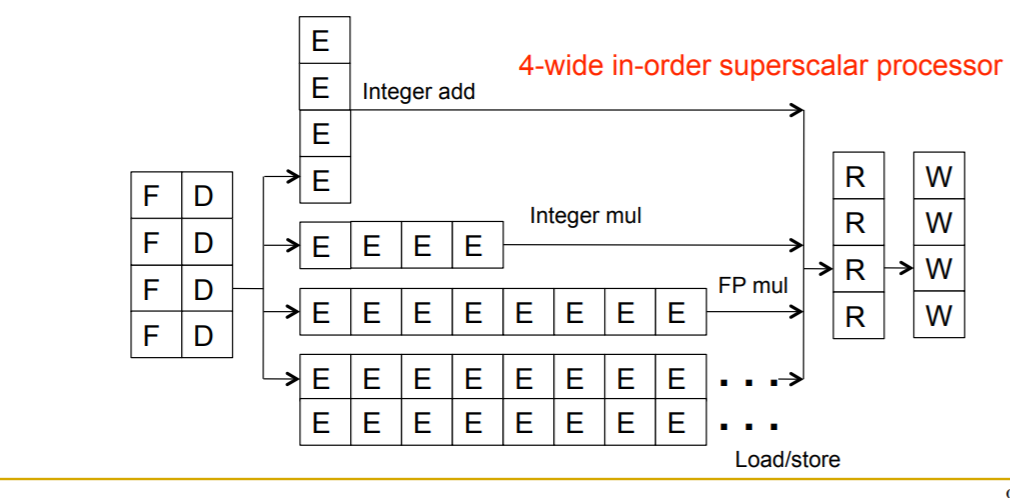 E
4-wide in-order superscalar processor
E
Integer add
E
E
F D
F D
F D
F D
E E E E
Integer mul
E E E E E E E E
FP mul
E E E E E E E E . . .
E E E E E E E E . . .
Load/store
R W
R W
R W
R W